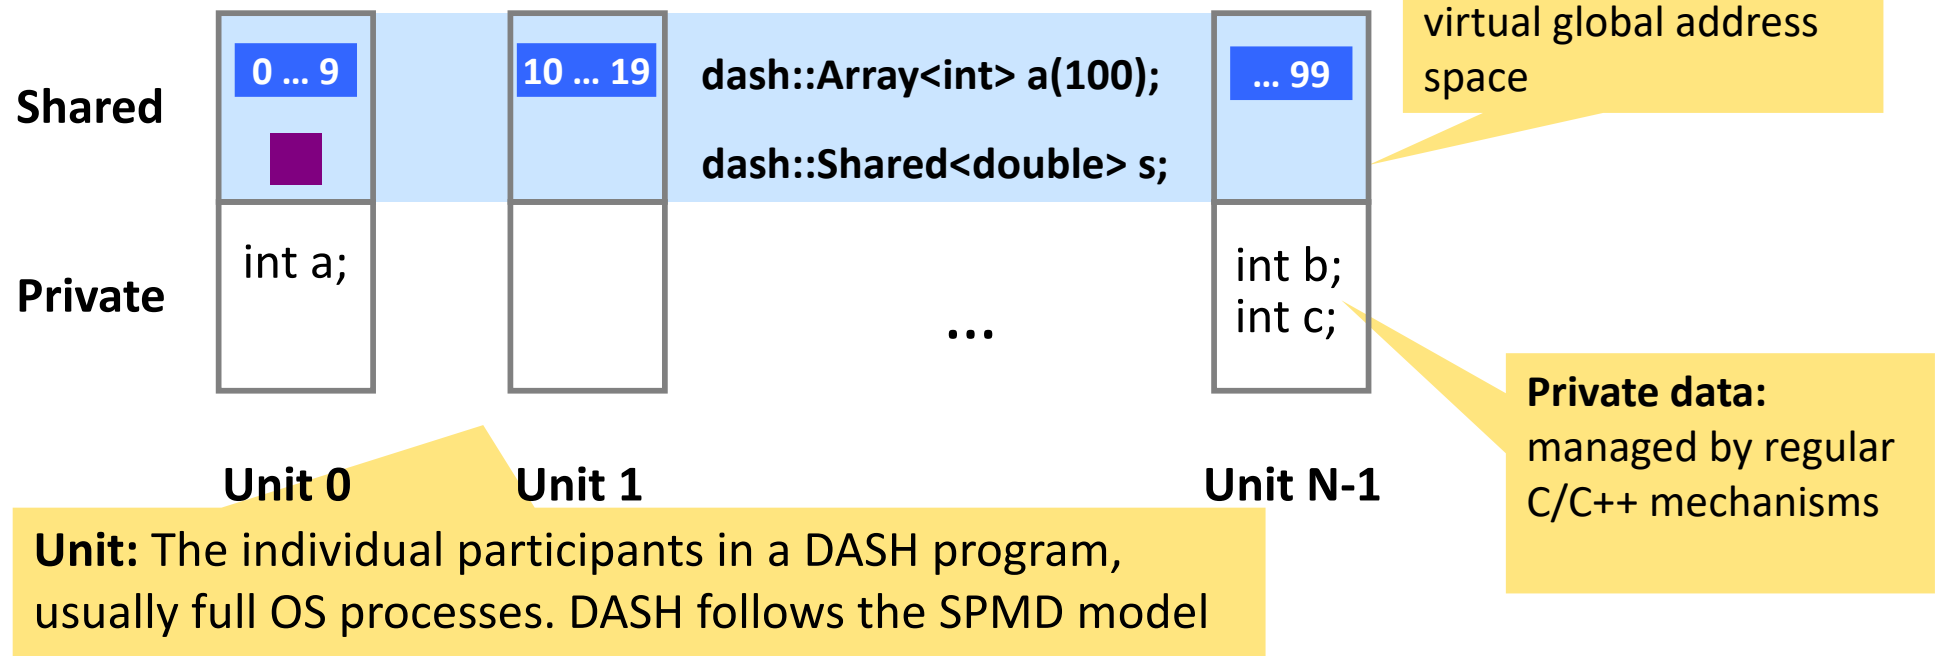 virtual global address
space
Shared
0 ... 9
10 ... 19
dash::Array<int> a(100);
... 99
dash::Shared<double> s;
Private
int a;
...
int b;
int c;
Private data:
managed by regular
C/C++ mechanisms
Unit 0
Unit 1
Unit N-1
Unit: The individual participants in a DASH program,
usually full OS processes. DASH follows the SPMD model